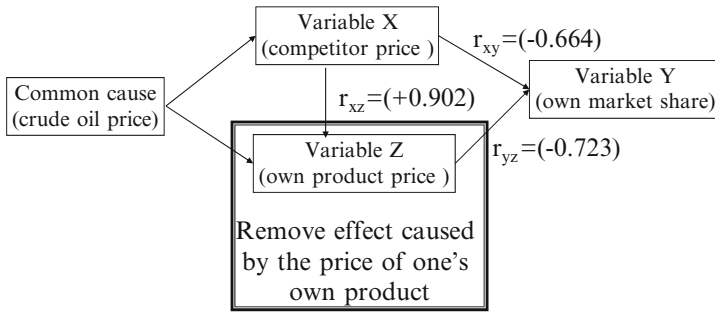 Variable X
(competitor price )
r_xy=(-0.664)
Common cause
(crude oil price)
Variable Y
(own market share)
r_xz=(+0.902)
Variable Z
(own product price )
r_yz=(-0.723)
Remove effect caused
by the price of one's
own product